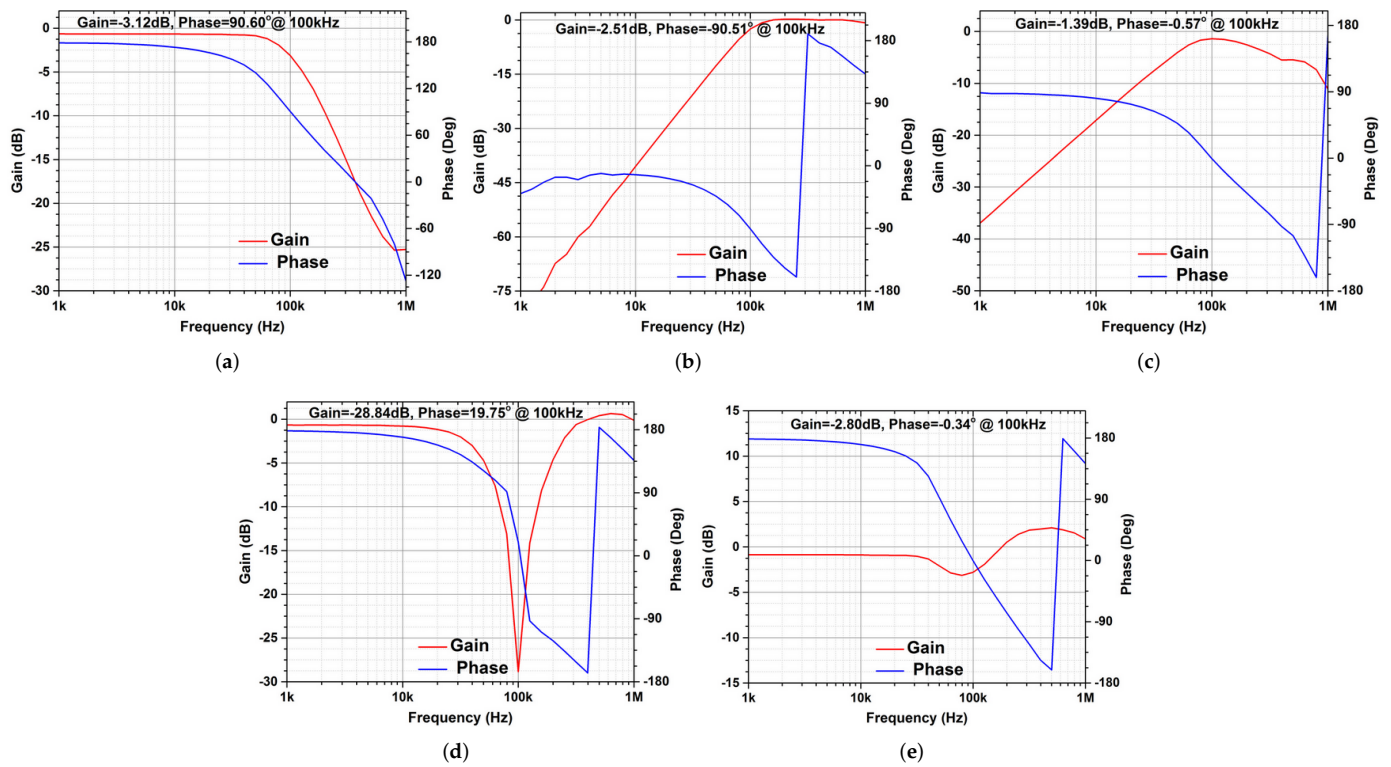 Gain=-3.12dB, Phase=90.60°@ 100kHz
0
-5
-10
-15
-20
-25
-30
Gain (dB)
180
120
60
0
-60
-120
Phase (Deg)
Gain
Phase
1k 10k 100k 1M
Frequency (Hz)
(a)
Gain=-2.51dB, Phase=-90.51°@ 100kHz
0
-15
-30
-45
-60
-75
Gain (dB)
180
90
0
-90
-180
Phase (Deg)
Gain
Phase
1k 10k 100k 1M
Frequency (Hz)
(b)
Gain=-1.39dB, Phase=-0.57° @ 100kHz
0
-10
-20
-30
-40
-50
Gain (dB)
180
90
0
-90
-180
Phase (Deg)
Gain
Phase
1k 10k 100k 1M
Frequency (Hz)
(c)
Gain=-28.84dB, Phase=19.75° @ 100kHz
0
-5
-10
-15
-20
-25
-30
Gain (dB)
180
90
0
-90
-180
Phase (Deg)
Gain
Phase
1k 10k 100k 1M
Frequency (Hz)
(d)
Gain=-2.80dB, Phase=-0.34° @ 100kHz
15
10
5
0
-5
-10
-15
Gain (dB)
180
90
0
-90
-180
Phase (Deg)
Gain
Phase
1k 10k 100k 1M
Frequency (Hz)
(e)